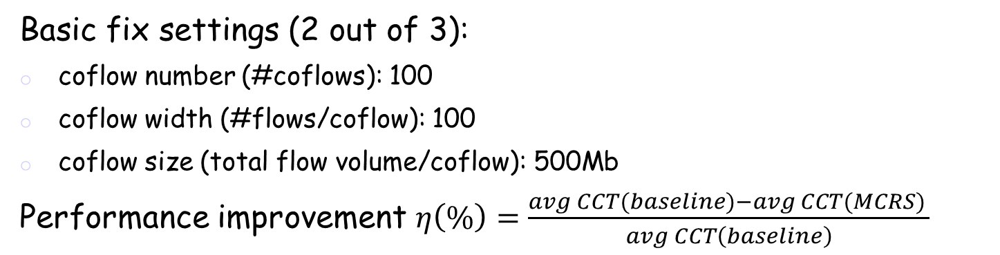 Basic fix settings (2 out of 3):
○ coflow number (#coflows): 100
○ coflow width (#flows/coflow): 100
○ coflow size (total flow volume/coflow): 500Mb
Performance improvement η(%) = \frac{avg CCT(baseline)−avg CCT(MCRS)}{avg CCT(baseline)}